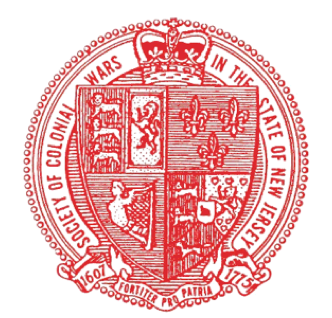 SOCIETY OF COLONIAL WARS IN THE STATE OF NEW JERSEY
1607 FORTITER PRO PATRIA 1775